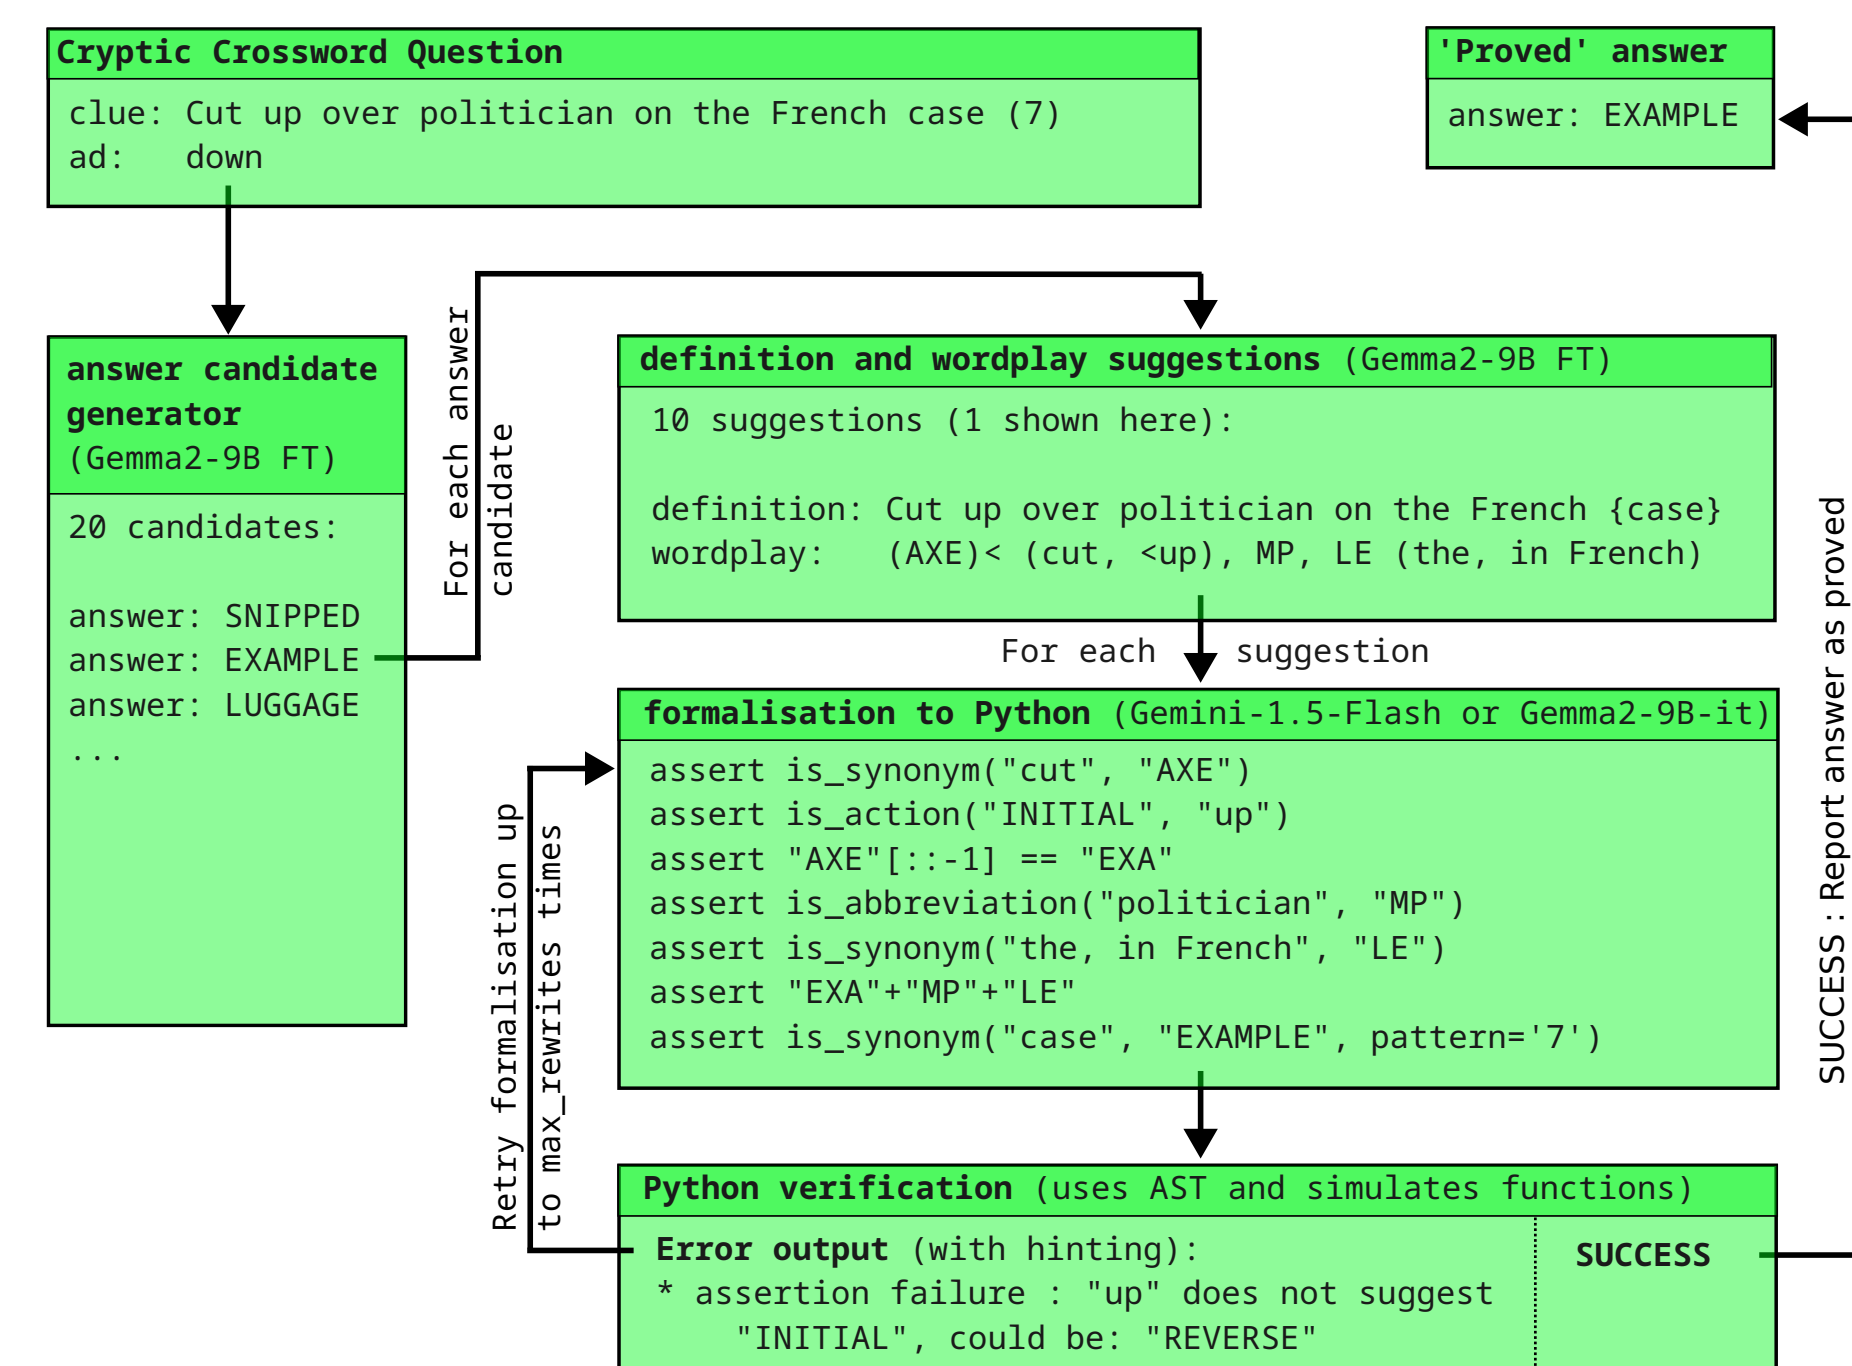 Cryptic Crossword Question
clue: Cut up over politician on the French case (7)
ad:   down
'Proved' answer
answer: EXAMPLE
answer candidate
generator
(Gemma2-9B FT)
20 candidates:
answer: SNIPPED
answer: EXAMPLE
answer: LUGGAGE
...
For each answer
candidate
definition and wordplay suggestions (Gemma2-9B FT)
10 suggestions (1 shown here):
definition: Cut up over politician on the French {case}
wordplay:   (AXE)< (cut, <up), MP, LE (the, in French)
For each suggestion
formalisation to Python (Gemini-1.5-Flash or Gemma2-9B-it)
assert is_synonym("cut", "AXE")
assert is_action("INITIAL", "up")
assert "AXE"[::-1] == "EXA"
assert is_abbreviation("politician", "MP")
assert is_synonym("the, in French", "LE")
assert "EXA"+"MP"+"LE"
assert is_synonym("case", "EXAMPLE", pattern='7')
Retry formalisation up
to max_rewrites times
Python verification (uses AST and simulates functions)
Error output (with hinting):
* assertion failure : "up" does not suggest
"INITIAL", could be: "REVERSE"
SUCCESS
SUCCESS : Report answer as proved